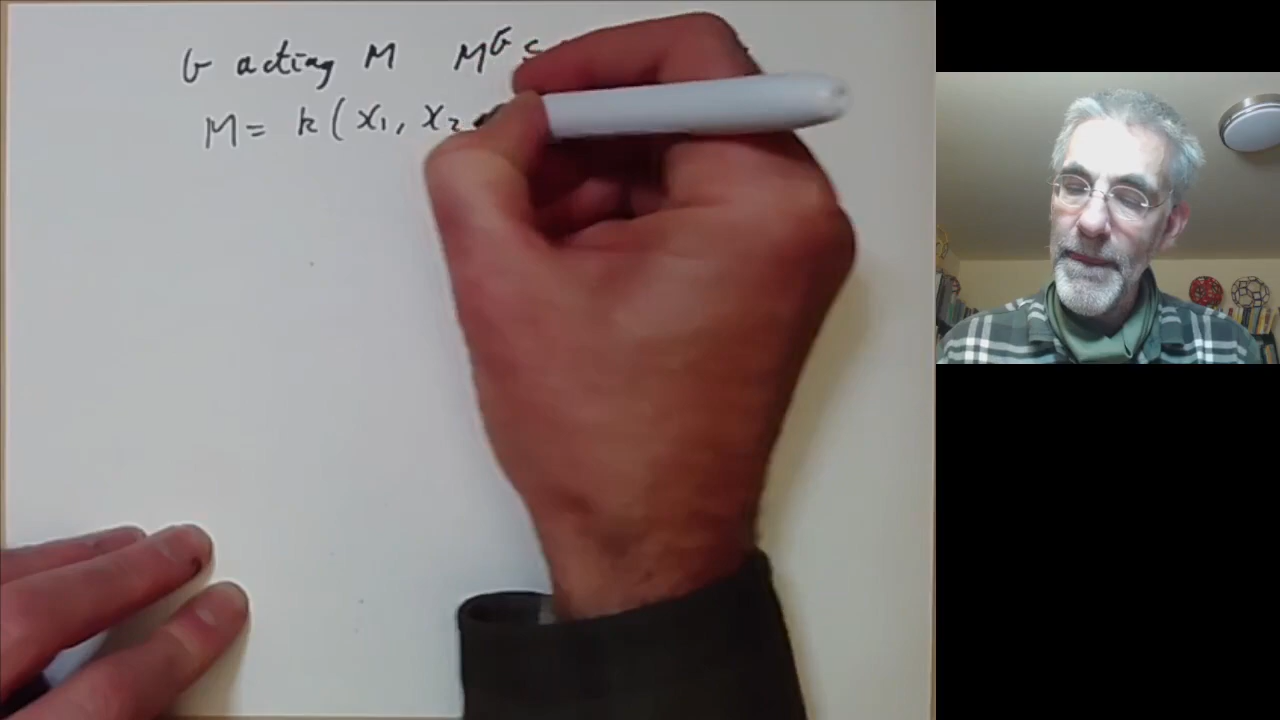 G acting M M^G ⊆
M = k(x₁, x₂